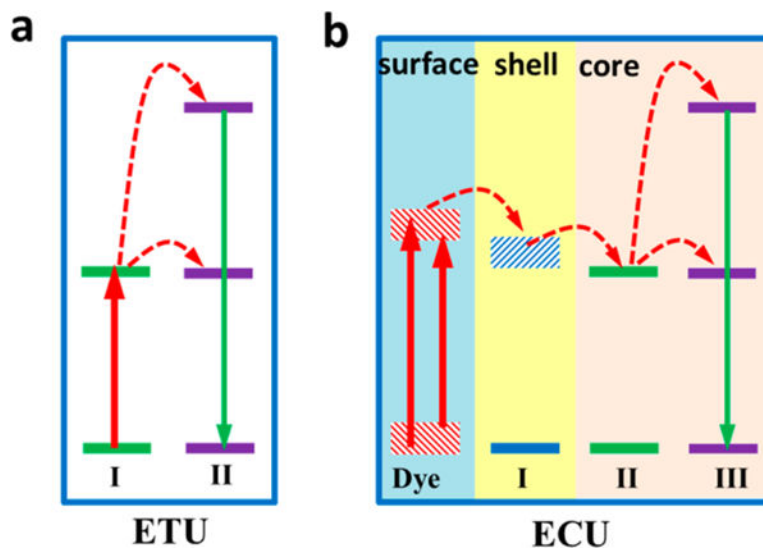 a
I II
ETU
b
surface shell core
Dye I II III
ECU